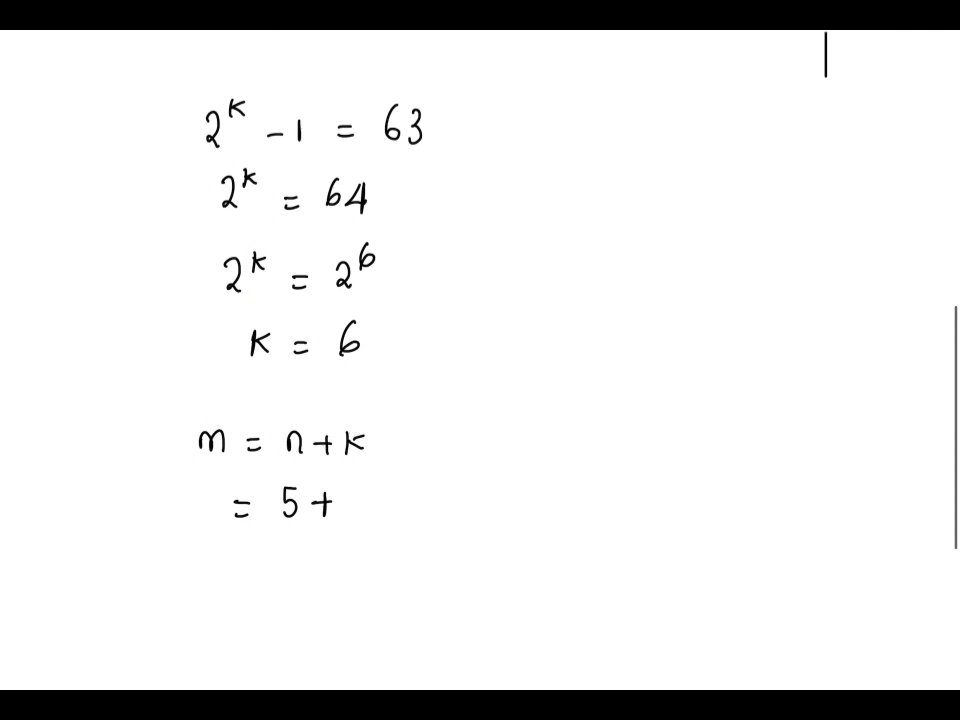 2^k - 1 = 63
2^k = 64
2^k = 2^6
k = 6
m = n + k
= 5 +